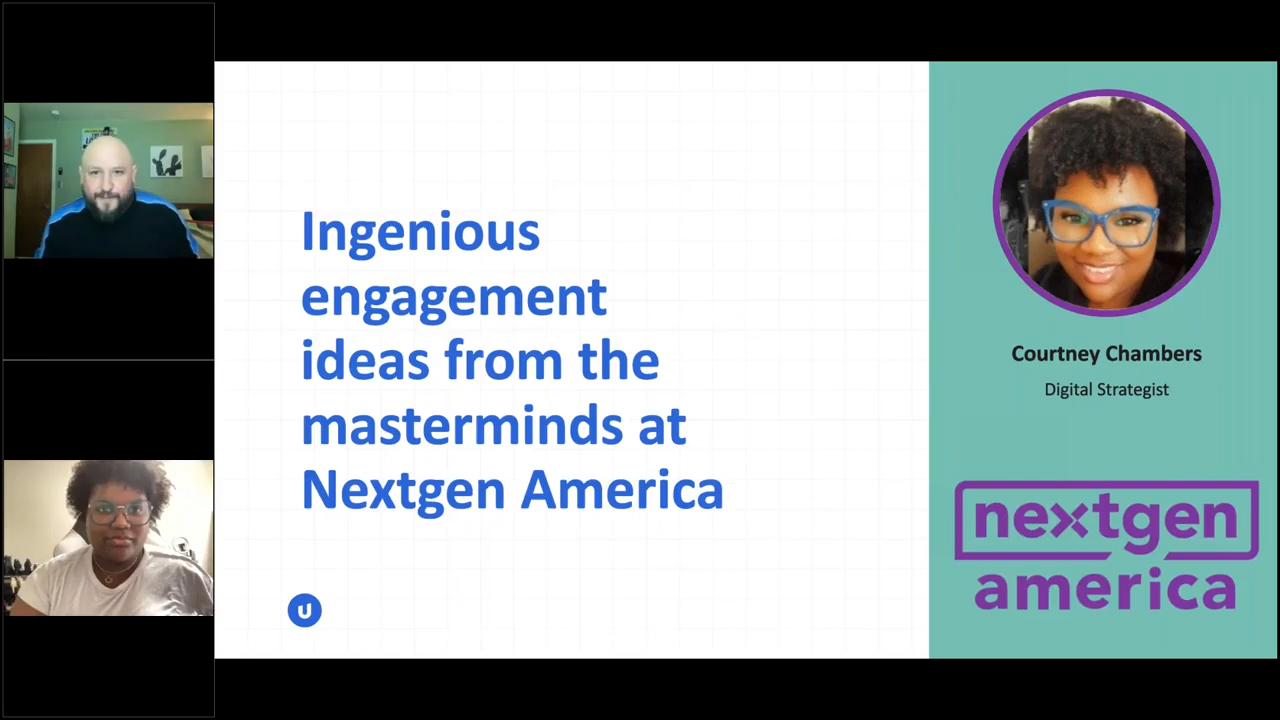 Ingenious
engagement
ideas from the
masterminds at
Nextgen America
u
Courtney Chambers
Digital Strategist
nextgen
america